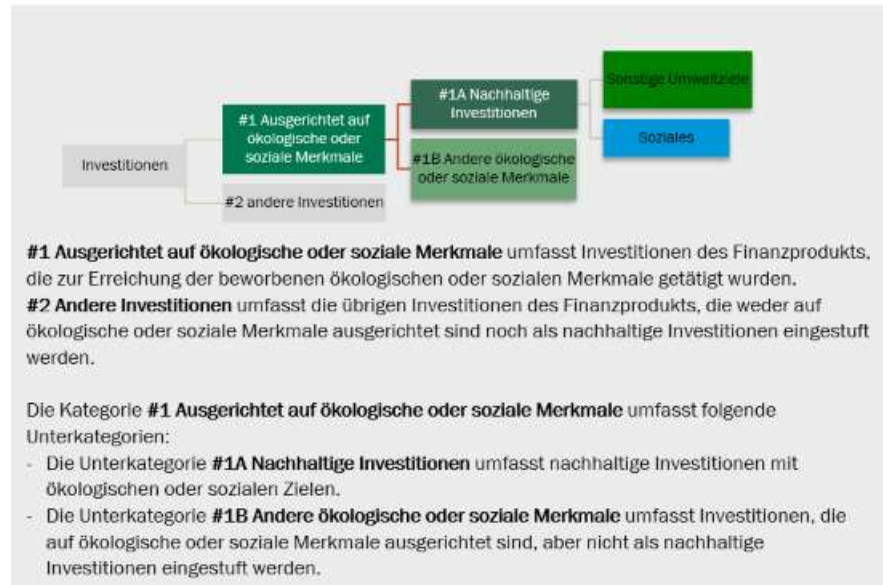 Sonstige Umweltziele
#1A Nachhaltige
Investitionen
#1 Ausgerichtet auf
ökologische oder
soziale Merkmale
Soziales
Investitionen
#1B Andere ökologische
oder soziale Merkmale
#2 andere Investitionen
#1 Ausgerichtet auf ökologische oder soziale Merkmale umfasst Investitionen des Finanzprodukts,
die zur Erreichung der beworbenen ökologischen oder sozialen Merkmale getätigt wurden.
#2 Andere Investitionen umfasst die übrigen Investitionen des Finanzprodukts, die weder auf
ökologische oder soziale Merkmale ausgerichtet sind noch als nachhaltige Investitionen eingestuft
werden.
Die Kategorie #1 Ausgerichtet auf ökologische oder soziale Merkmale umfasst folgende
Unterkategorien:
- Die Unterkategorie #1A Nachhaltige Investitionen umfasst nachhaltige Investitionen mit
ökologischen oder sozialen Zielen.
- Die Unterkategorie #1B Andere ökologische oder soziale Merkmale umfasst Investitionen, die
auf ökologische oder soziale Merkmale ausgerichtet sind, aber nicht als nachhaltige
Investitionen eingestuft werden.